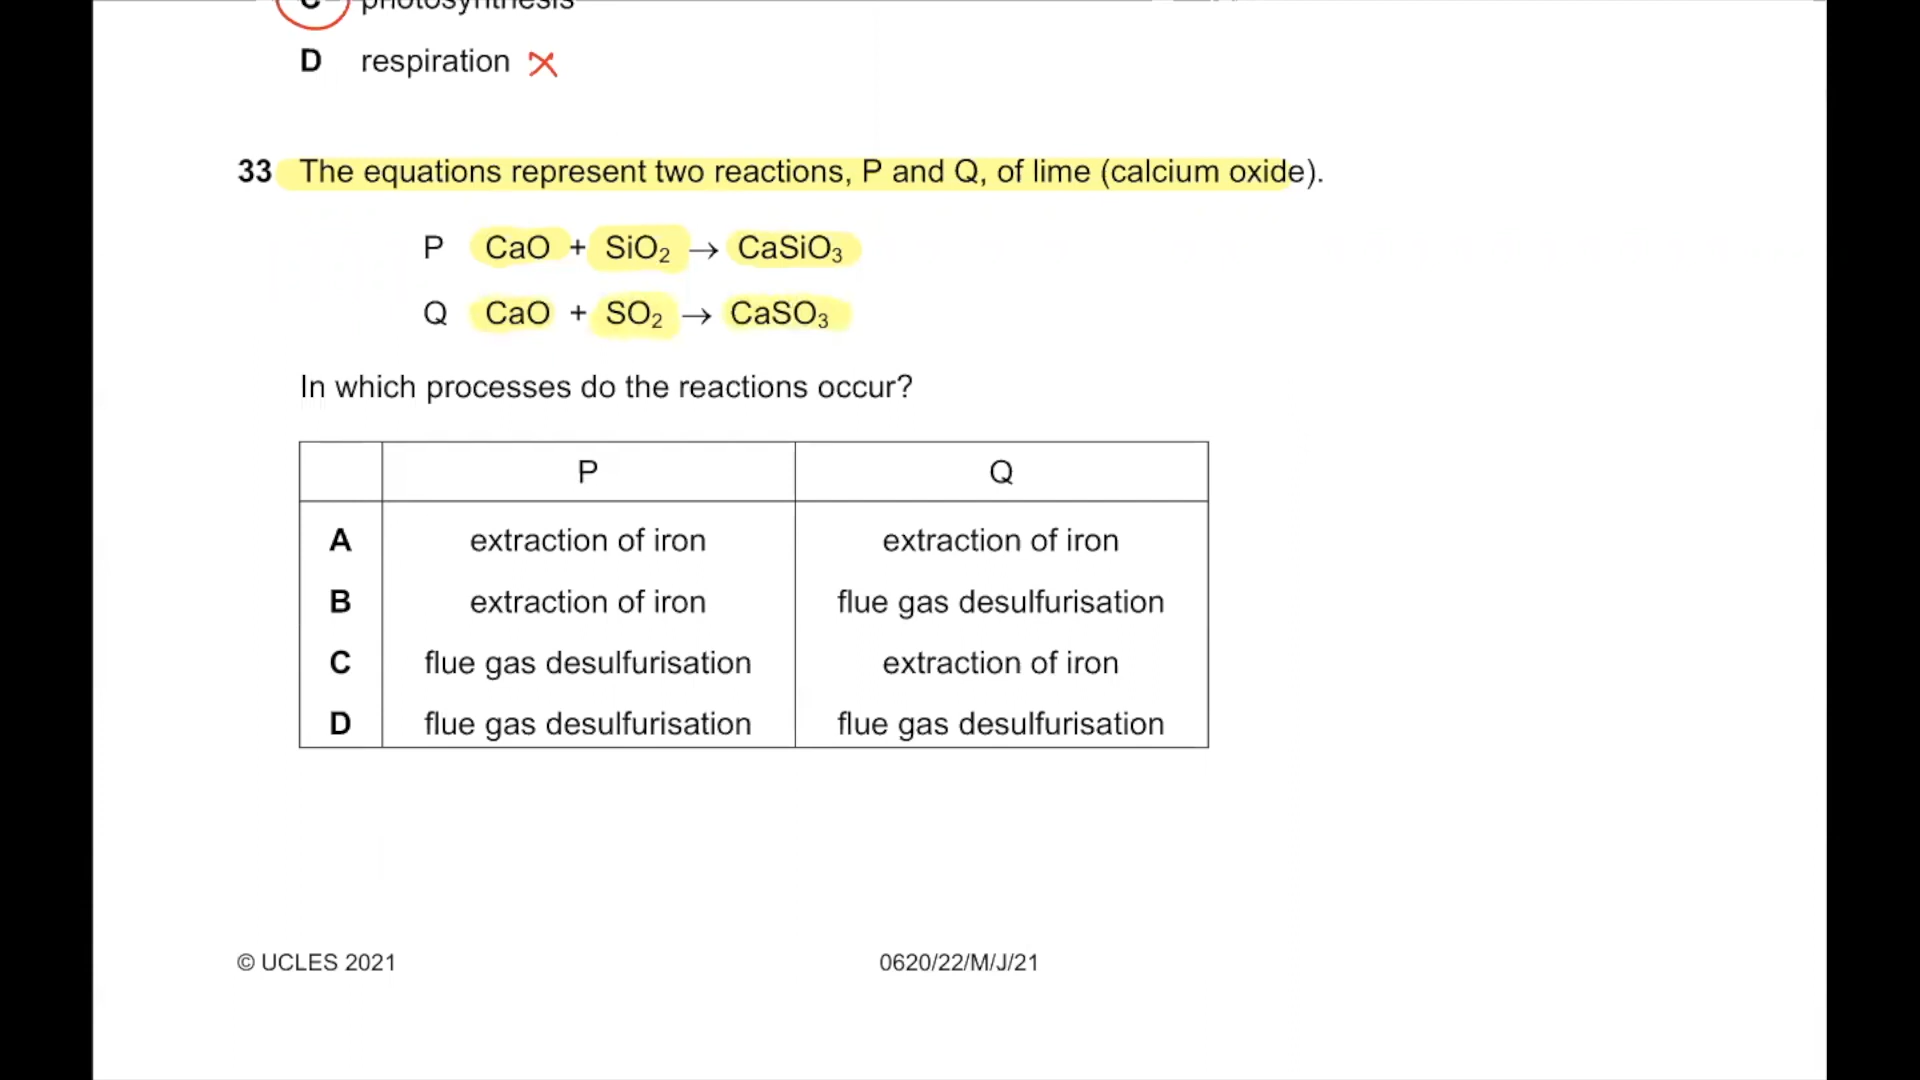 C photosynthesis
D respiration
33 The equations represent two reactions, P and Q, of lime (calcium oxide).
P CaO + SiO₂ → CaSiO₃
Q CaO + SO₂ → CaSO₃
In which processes do the reactions occur?
P Q
A extraction of iron extraction of iron
B extraction of iron flue gas desulfurisation
C flue gas desulfurisation extraction of iron
D flue gas desulfurisation flue gas desulfurisation
© UCLES 2021 0620/22/M/J/21